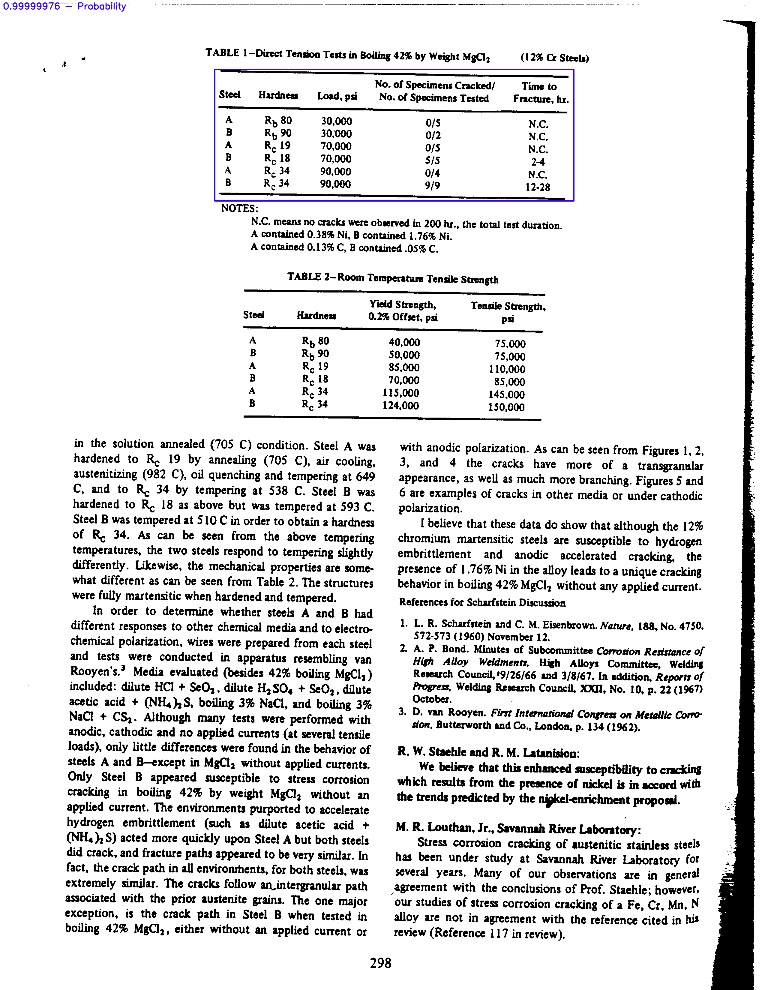 0.99999976 — Probability
TABLE 1—Direct Tension Tests in Boiling 42% by Weight MgCl₂ (12% Cr Steels)
Steel Hardness Load, psi No. of Specimens Cracked/ No. of Specimens Tested Time to Fracture, hr.
A R_b 80 30,000 0/5 N.C.
B R_b 90 30,000 0/2 N.C.
A R_c 19 70,000 0/5 N.C.
B R_c 18 70,000 5/5 2-4
A R_c 34 90,000 0/4 N.C.
B R_c 34 90,000 9/9 12-28
NOTES:
N.C. means no cracks were observed in 200 hr., the total test duration.
A contained 0.38% Ni, B contained 1.76% Ni.
A contained 0.13% C, B contained .05% C.
TABLE 2—Room Temperature Tensile Strength
Steel Hardness Yield Strength, 0.2% Offset, psi Tensile Strength, psi
A R_b 80 40,000 75,000
B R_b 90 50,000 75,000
A R_c 19 85,000 110,000
B R_c 18 70,000 85,000
A R_c 34 115,000 145,000
B R_c 34 124,000 150,000
in the solution annealed (705 C) condition. Steel A was
hardened to R_c 19 by annealing (705 C), air cooling,
austenitizing (982 C), oil quenching and tempering at 649
C, and to R_c 34 by tempering at 538 C. Steel B was
hardened to R_c 18 as above but was tempered at 593 C.
Steel B was tempered at 510 C in order to obtain a hardness
of R_c 34. As can be seen from the above tempering
temperatures, the two steels respond to tempering slightly
differently. Likewise, the mechanical properties are some-
what different as can be seen from Table 2. The structures
were fully martensitic when hardened and tempered.
In order to determine whether steels A and B had
different responses to other chemical media and to electro-
chemical polarization, wires were prepared from each steel
and tests were conducted in apparatus resembling van
Rooyen's.³ Media evaluated (besides 42% boiling MgCl₂)
included: dilute HCl + SeO₂, dilute H₂SO₄ + SeO₂, dilute
acetic acid + (NH₄)₂S, boiling 3% NaCl, and boiling 3%
NaCl + CS₂. Although many tests were performed with
anodic, cathodic and no applied currents (at several tensile
loads), only little differences were found in the behavior of
steels A and B—except in MgCl₂ without applied currents.
Only Steel B appeared susceptible to stress corrosion
cracking in boiling 42% by weight MgCl₂ without an
applied current. The environments purported to accelerate
hydrogen embrittlement (such as dilute acetic acid +
(NH₄)₂S) acted more quickly upon Steel A but both steels
did crack, and fracture paths appeared to be very similar. In
fact, the crack path in all environments, for both steels, was
extremely similar. The cracks follow an intergranular path
associated with the prior austenite grains. The one major
exception, is the crack path in Steel B when tested in
boiling 42% MgCl₂, either without an applied current or
with anodic polarization. As can be seen from Figures 1, 2,
3, and 4 the cracks have more of a transgranular
appearance, as well as much more branching. Figures 5 and
6 are examples of cracks in other media or under cathodic
polarization.
I believe that these data do show that although the 12%
chromium martensitic steels are susceptible to hydrogen
embrittlement and anodic accelerated cracking, the
presence of 1.76% Ni in the alloy leads to a unique cracking
behavior in boiling 42% MgCl₂ without any applied current.
References for Scharfstein Discussion
1. L. R. Scharfstein and C. M. Eisenbrown. Nature, 188, No. 4750,
572-573 (1960) November 12.
2. A. P. Bond. Minutes of Subcommittee Corrosion Resistance of
High Alloy Weldments, High Alloys Committee, Welding
Research Council, 9/26/66 and 3/8/67. In addition, Reports of
Progress, Welding Research Council, XXII, No. 10, p. 22 (1967)
October.
3. D. van Rooyen. First International Congress on Metallic Corro-
sion, Butterworth and Co., London, p. 134 (1962).
R. W. Staehle and R. M. Latanision:
We believe that this enhanced susceptibility to cracking
which results from the presence of nickel is in accord with
the trends predicted by the nickel-enrichment proposal.
M. R. Louthan, Jr., Savannah River Laboratory:
Stress corrosion cracking of austenitic stainless steels
has been under study at Savannah River Laboratory for
several years. Many of our observations are in general
agreement with the conclusions of Prof. Staehle; however,
our studies of stress corrosion cracking of a Fe, Cr, Mn, N
alloy are not in agreement with the reference cited in his
review (Reference 117 in review).
298